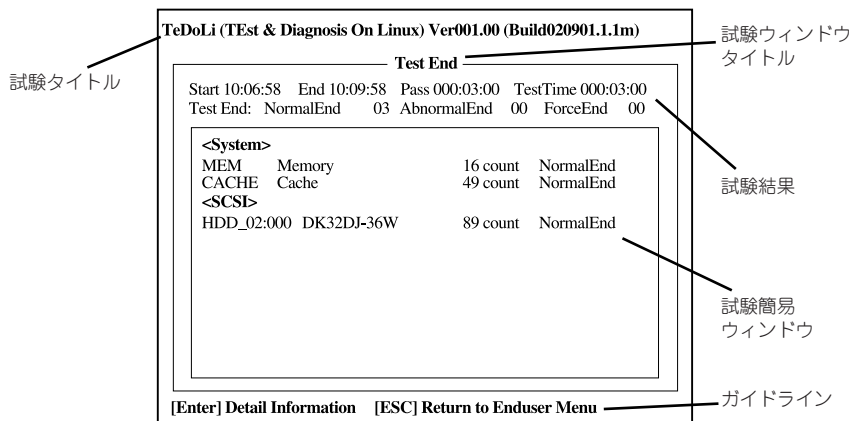 TeDoLi (TEst & Diagnosis On Linux) Ver001.00 (Build020901.1.1m)
試験ウィンドウ
タイトル
試験タイトル
Test End
Start 10:06:58 End 10:09:58 Pass 000:03:00 TestTime 000:03:00
Test End: NormalEnd 03 AbnormalEnd 00 ForceEnd 00
<System>
MEM Memory 16 count NormalEnd
CACHE Cache 49 count NormalEnd
試験結果
<SCSI>
HDD_02:000 DK32DJ-36W 89 count NormalEnd
試験簡易
ウィンドウ
[Enter] Detail Information [ESC] Return to Enduser Menu
ガイドライン